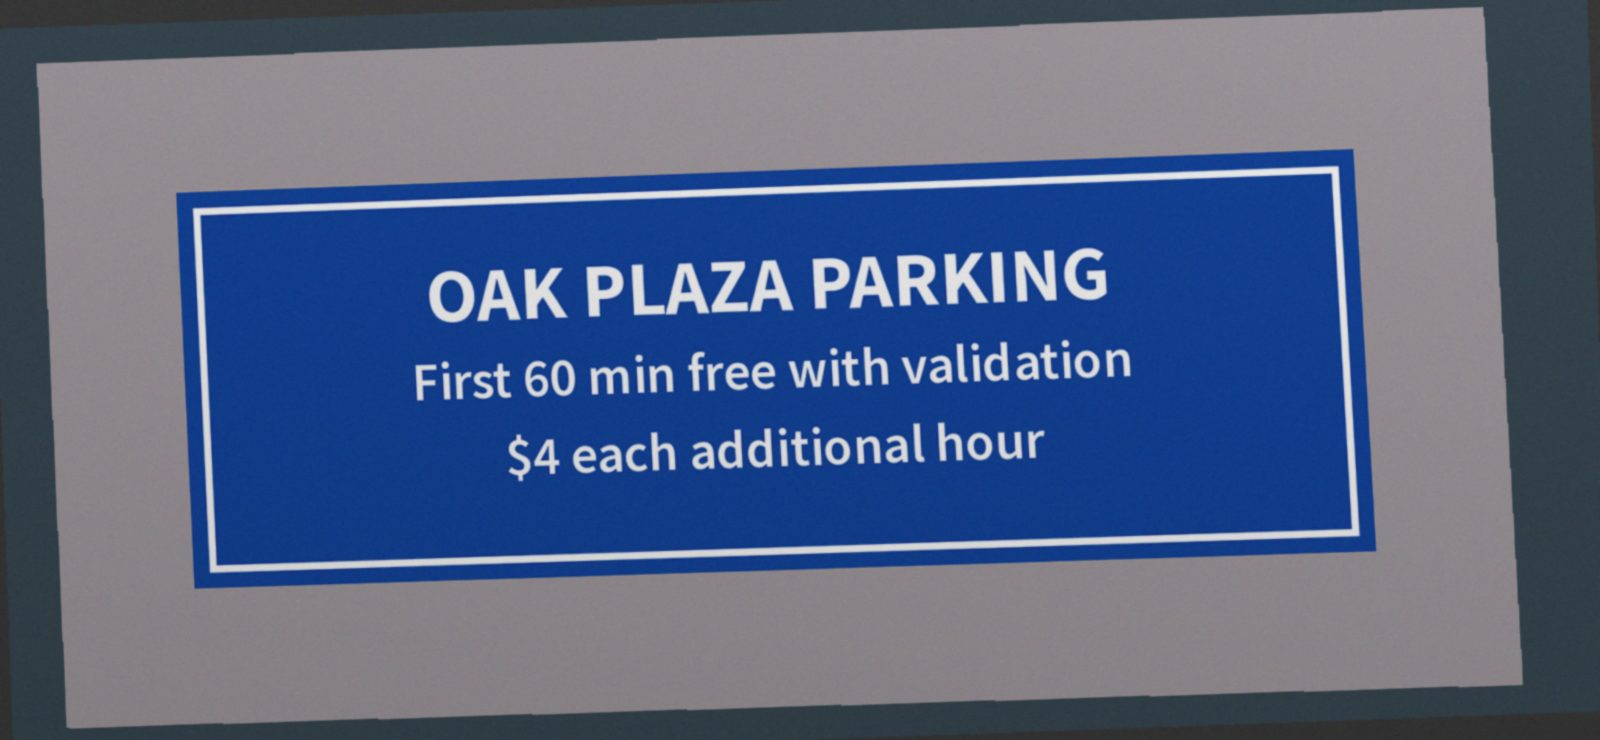 OAK PLAZA PARKING
First 60 min free with validation
$4 each additional hour